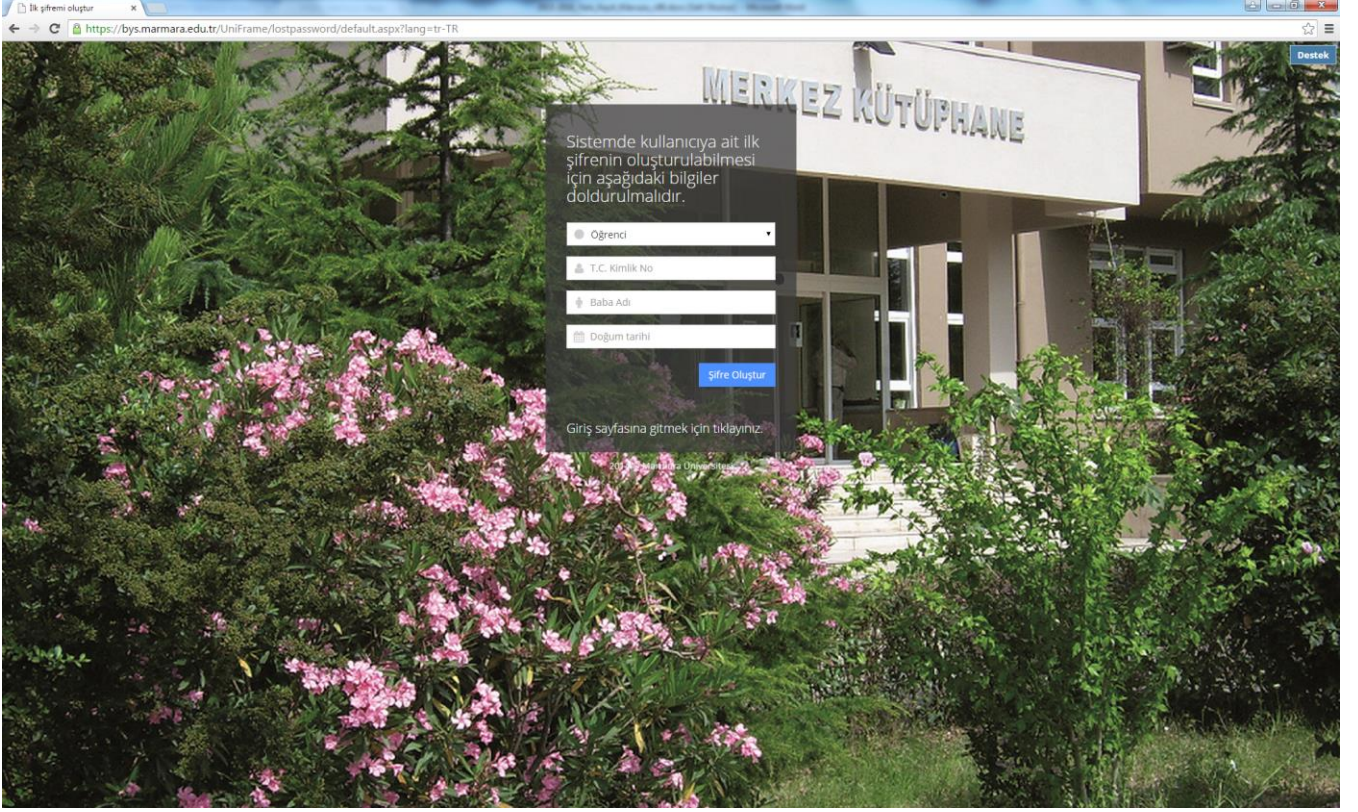 İlk şifremi oluştur
https://bys.marmara.edu.tr/UniFrame/lostpassword/default.aspx?lang=tr-TR
Destek
MERKEZ KÜTÜPHANE
Sistemde kullanıcıya ait ilk
şifrenin oluşturulabilmesi
için aşağıdaki bilgiler
doldurulmalıdır.
Öğrenci
T.C. Kimlik No
Baba Adı
Doğum tarihi
Şifre Oluştur
Giriş sayfasına gitmek için tıklayınız.
Marmara Üniversitesi